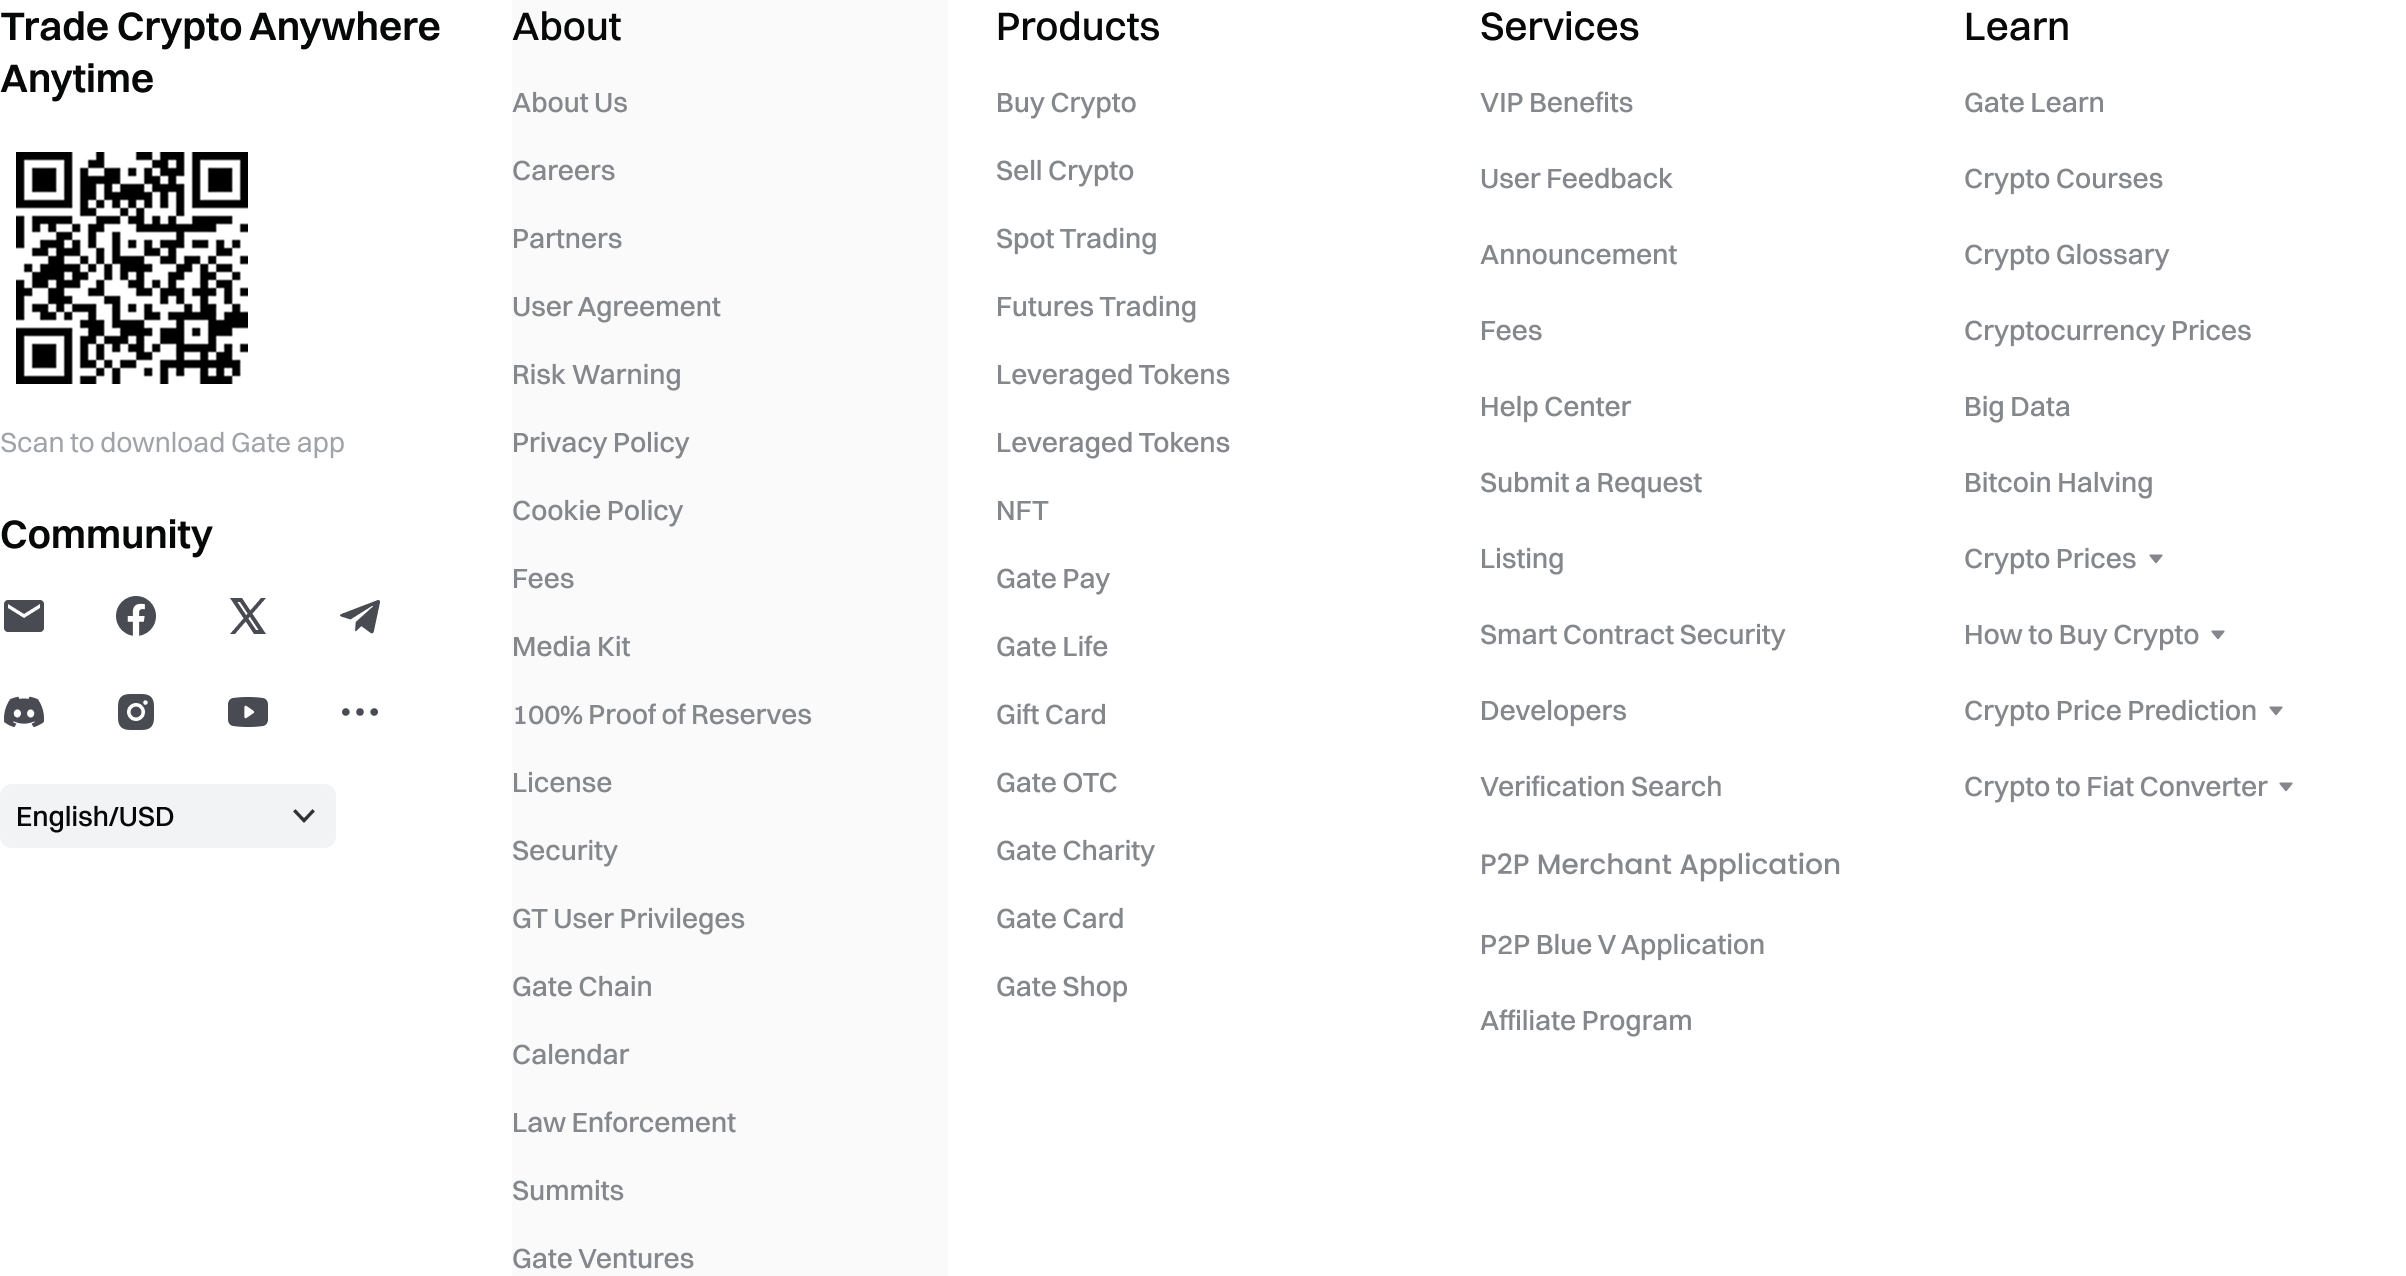 Trade Crypto Anywhere
Anytime
Scan to download Gate app
Community
English/USD
About
About Us
Careers
Partners
User Agreement
Risk Warning
Privacy Policy
Cookie Policy
Fees
Media Kit
100% Proof of Reserves
License
Security
GT User Privileges
Gate Chain
Calendar
Law Enforcement
Summits
Gate Ventures
Products
Buy Crypto
Sell Crypto
Spot Trading
Futures Trading
Leveraged Tokens
Leveraged Tokens
NFT
Gate Pay
Gate Life
Gift Card
Gate OTC
Gate Charity
Gate Card
Gate Shop
Services
VIP Benefits
User Feedback
Announcement
Fees
Help Center
Submit a Request
Listing
Smart Contract Security
Developers
Verification Search
P2P Merchant Application
P2P Blue V Application
Affiliate Program
Learn
Gate Learn
Crypto Courses
Crypto Glossary
Cryptocurrency Prices
Big Data
Bitcoin Halving
Crypto Prices
How to Buy Crypto
Crypto Price Prediction
Crypto to Fiat Converter